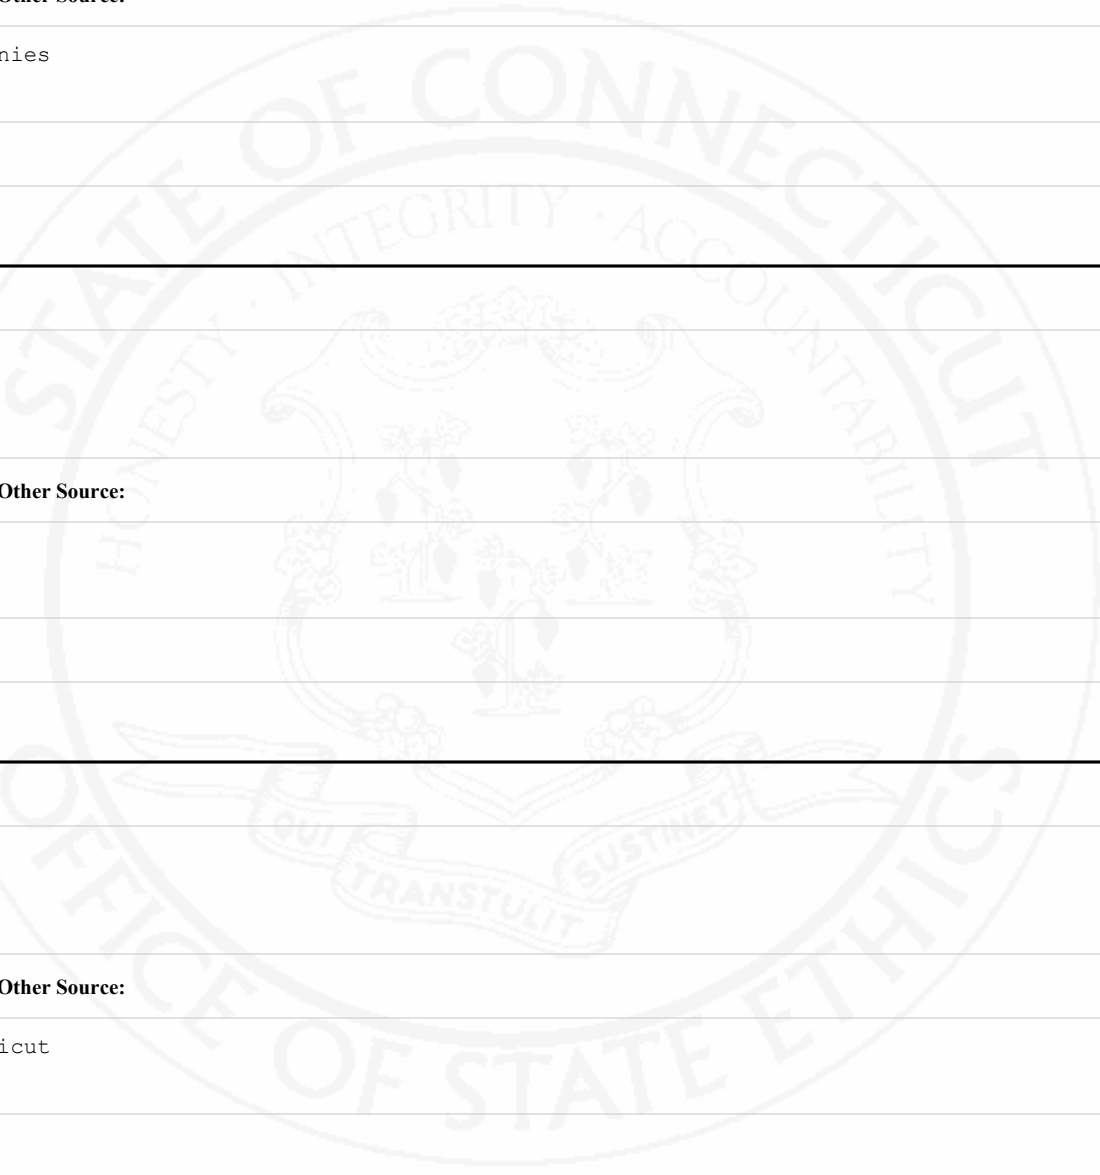 Other Source:
nies
STATE OF CONNECTICUT
HONESTY · INTEGRITY · ACCOUNTABILITY
Other Source:
QUI
TRANSTULIT
SUSTINET
OFFICE OF STATE ETHICS
Other Source:
icut